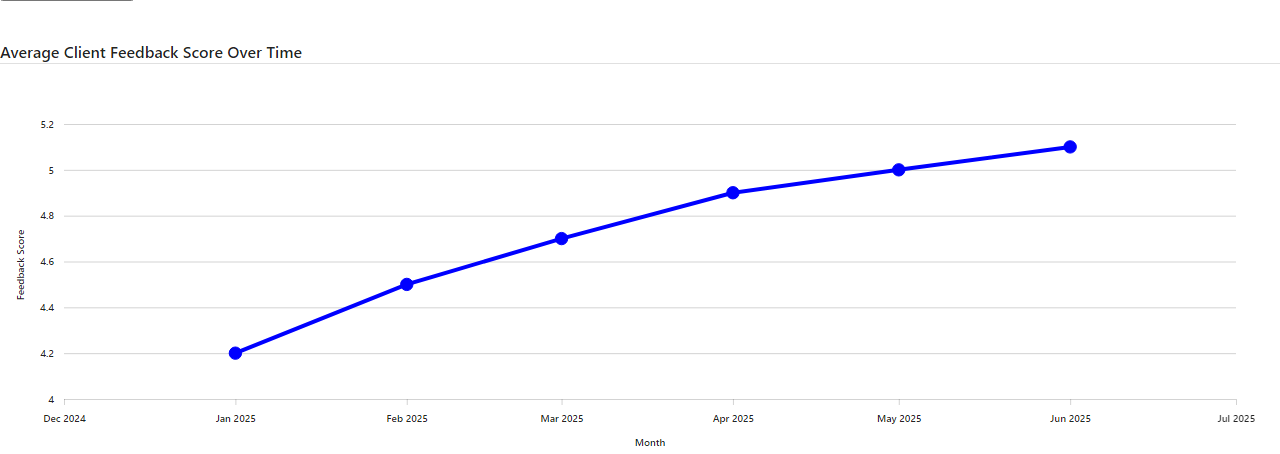 Average Client Feedback Score Over Time
5.2
5
4.8
4.6
4.4
4.2
4
Feedback Score
Dec 2024 Jan 2025 Feb 2025 Mar 2025 Apr 2025 May 2025 Jun 2025 Jul 2025
Month